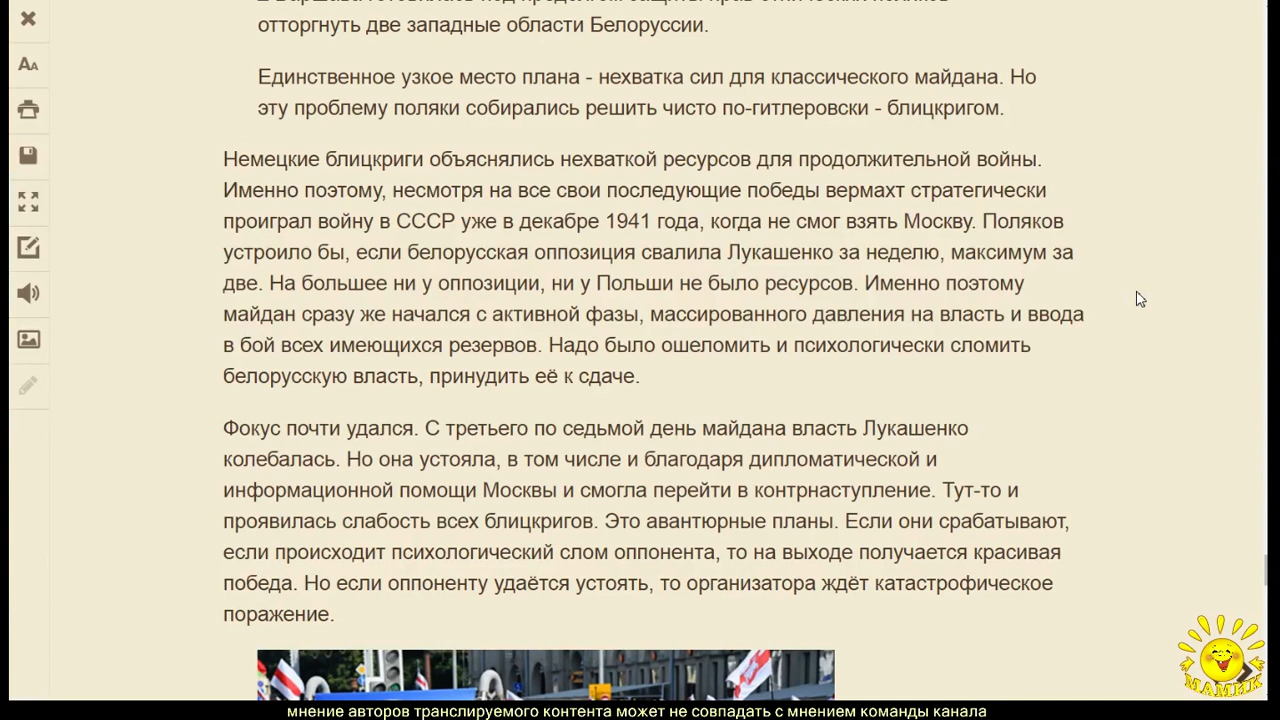 отторгнуть две западные области Белоруссии.
Единственное узкое место плана - нехватка сил для классического майдана. Но
эту проблему поляки собирались решить чисто по-гитлеровски - блицкригом.
Немецкие блицкриги объяснялись нехваткой ресурсов для продолжительной войны.
Именно поэтому, несмотря на все свои последующие победы вермахт стратегически
проиграл войну в СССР уже в декабре 1941 года, когда не смог взять Москву. Поляков
устроило бы, если белорусская оппозиция свалила Лукашенко за неделю, максимум за
две. На большее ни у оппозиции, ни у Польши не было ресурсов. Именно поэтому
майдан сразу же начался с активной фазы, массированного давления на власть и ввода
в бой всех имеющихся резервов. Надо было ошеломить и психологически сломить
белорусскую власть, принудить её к сдаче.
Фокус почти удался. С третьего по седьмой день майдана власть Лукашенко
колебалась. Но она устояла, в том числе и благодаря дипломатической и
информационной помощи Москвы и смогла перейти в контрнаступление. Тут-то и
проявилась слабость всех блицкригов. Это авантюрные планы. Если они срабатывают,
если происходит психологический слом оппонента, то на выходе получается красивая
победа. Но если оппоненту удаётся устоять, то организатора ждёт катастрофическое
поражение.
МАМИК
мнение авторов транслируемого контента может не совпадать с мнением команды канала